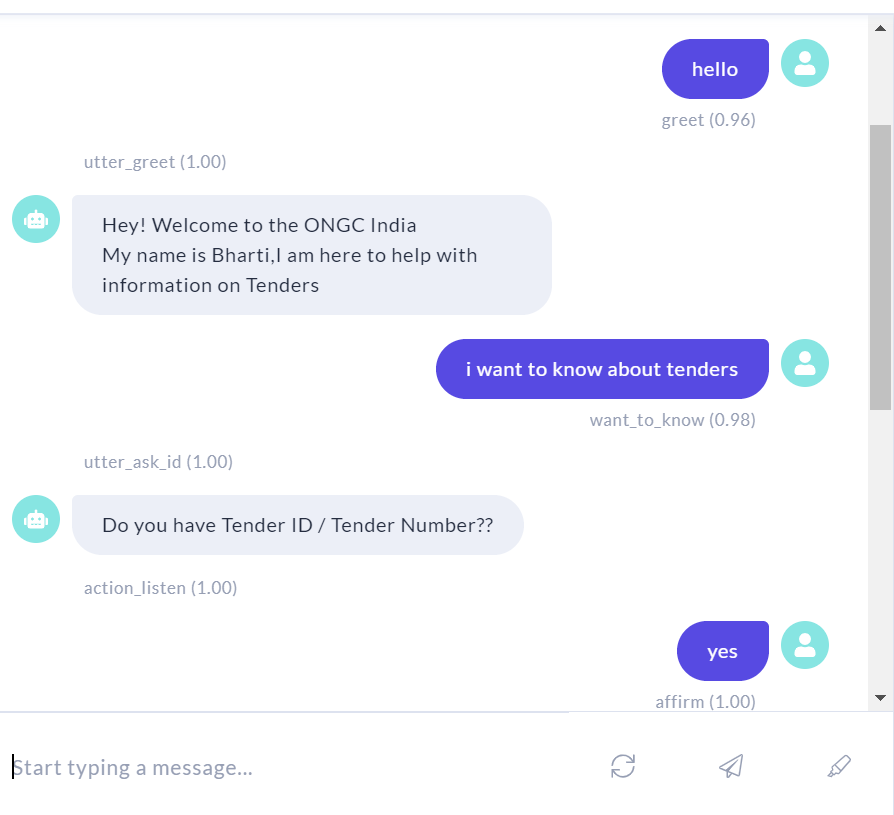 hello
greet (0.96)
utter_greet (1.00)
Hey! Welcome to the ONGC India
My name is Bharti,I am here to help with
information on Tenders
i want to know about tenders
want_to_know (0.98)
utter_ask_id (1.00)
Do you have Tender ID / Tender Number??
action_listen (1.00)
yes
affirm (1.00)
Start typing a message...